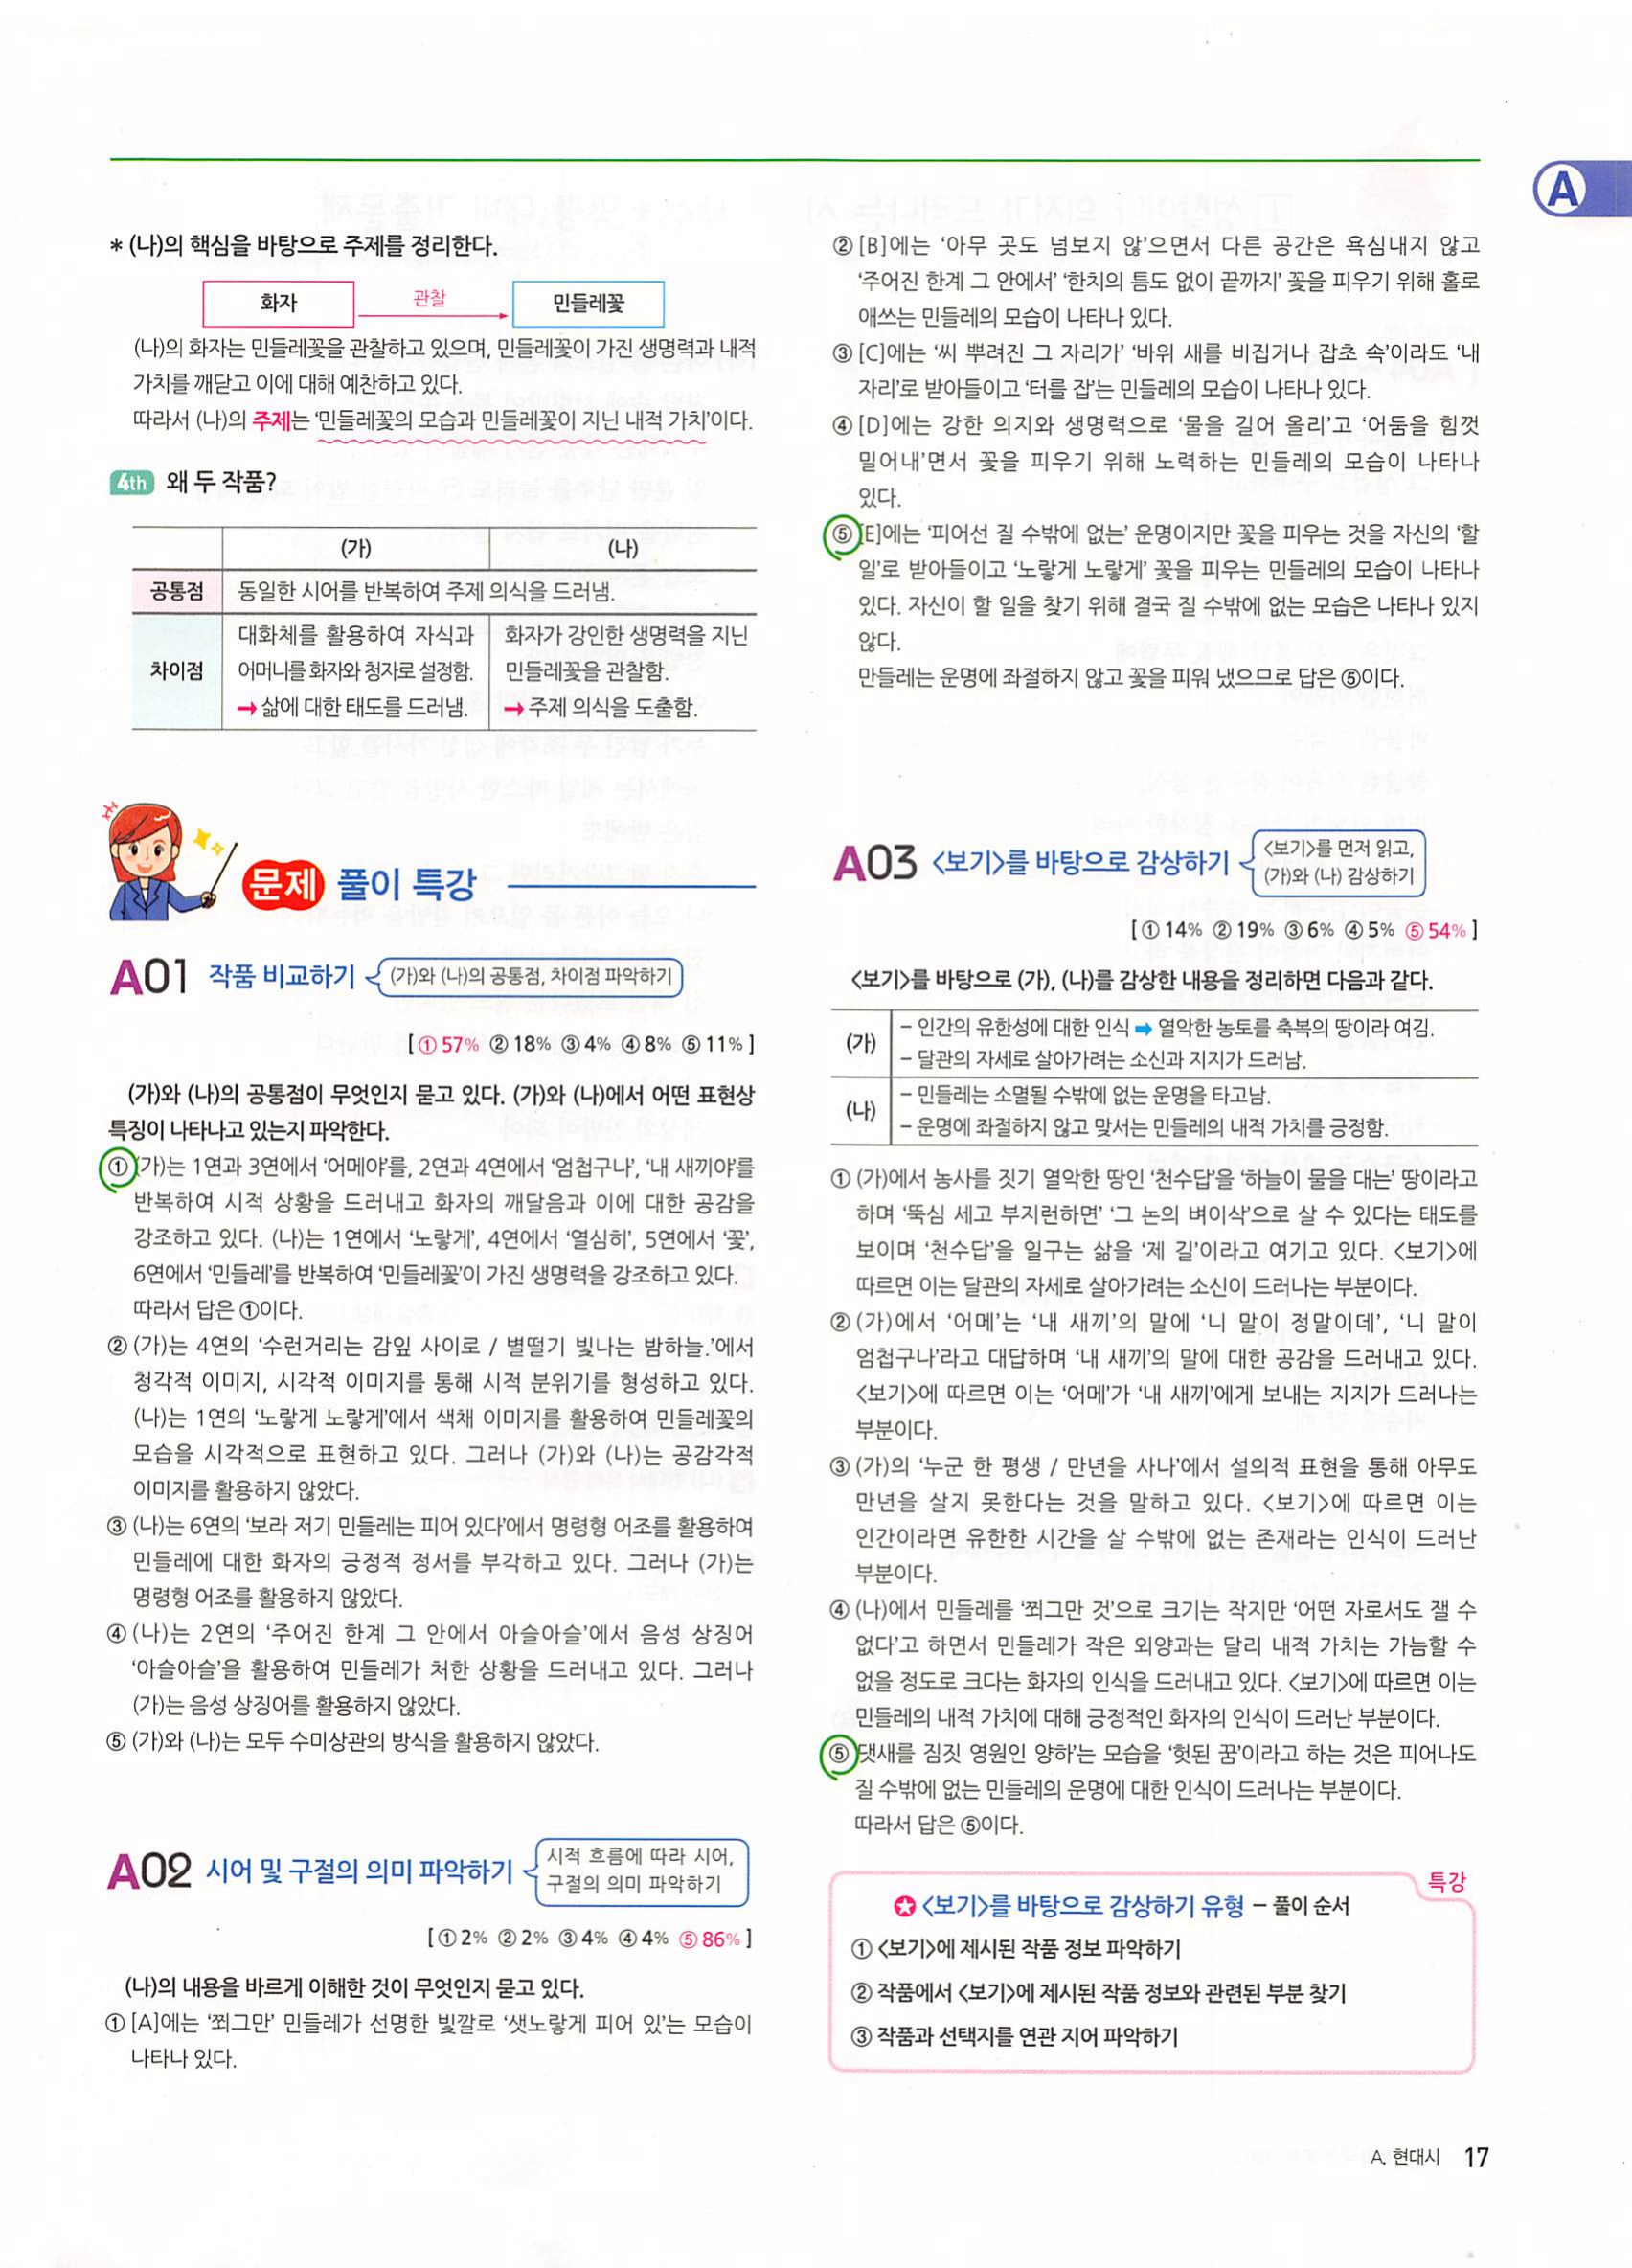 A
* (나)의 핵심을 바탕으로 주제를 정리한다.
화자
관찰
민들레꽃
(나)의 화자는 민들레꽃을 관찰하고 있으며, 민들레꽃이 가진 생명력과 내적
가치를 깨닫고 이에 대해 예찬하고 있다.
따라서 (나)의 주제는 ‘민들레꽃의 모습과 민들레꽃이 지닌 내적 가치’이다.
4th 왜 두 작품?
(가) (나)
공통점 동일한 시어를 반복하여 주제 의식을 드러냄.
차이점
대화체를 활용하여 자식과
어머니를 화자와 청자로 설정함.
→ 삶에 대한 태도를 드러냄.
화자가 강인한 생명력을 지닌
민들레꽃을 관찰함.
→ 주제 의식을 도출함.
문제 풀이 특강
A01 작품 비교하기 (가)와 (나)의 공통점, 차이점 파악하기
[① 57% ② 18% ③ 4% ④ 8% ⑤ 11%]
(가)와 (나)의 공통점이 무엇인지 묻고 있다. (가)와 (나)에서 어떤 표현상
특징이 나타나고 있는지 파악한다.
① (가)는 1연과 3연에서 ‘어메야’를, 2연과 4연에서 ‘엄첩구나’, ‘내 새끼야’를
반복하여 시적 상황을 드러내고 화자의 깨달음과 이에 대한 공감을
강조하고 있다. (나)는 1연에서 ‘노랗게’, 4연에서 ‘열심히’, 5연에서 ‘꽃’,
6연에서 ‘민들레’를 반복하여 ‘민들레꽃’이 가진 생명력을 강조하고 있다.
따라서 답은 ①이다.
② (가)는 4연의 ‘수런거리는 감잎 사이로 / 별떨기 빛나는 밤하늘.’에서
청각적 이미지, 시각적 이미지를 통해 시적 분위기를 형성하고 있다.
(나)는 1연의 ‘노랗게 노랗게’에서 색채 이미지를 활용하여 민들레꽃의
모습을 시각적으로 표현하고 있다. 그러나 (가)와 (나)는 공감각적
이미지를 활용하지 않았다.
③ (나)는 6연의 ‘보라 저기 민들레는 피어 있다’에서 명령형 어조를 활용하여
민들레에 대한 화자의 긍정적 정서를 부각하고 있다. 그러나 (가)는
명령형 어조를 활용하지 않았다.
④ (나)는 2연의 ‘주어진 한계 그 안에서 아슬아슬’에서 음성 상징어
‘아슬아슬’을 활용하여 민들레가 처한 상황을 드러내고 있다. 그러나
(가)는 음성 상징어를 활용하지 않았다.
⑤ (가)와 (나)는 모두 수미상관의 방식을 활용하지 않았다.
A02 시어 및 구절의 의미 파악하기
시적 흐름에 따라 시어,
구절의 의미 파악하기
[① 2% ② 2% ③ 4% ④ 4% ⑤ 86%]
(나)의 내용을 바르게 이해한 것이 무엇인지 묻고 있다.
① [A]에는 ‘쬐그만’ 민들레가 선명한 빛깔로 ‘샛노랗게 피어 있’는 모습이
나타나 있다.
② [B]에는 ‘아무 곳도 넘보지 않’으면서 다른 공간은 욕심내지 않고
‘주어진 한계 그 안에서’ ‘한치의 틈도 없이 끝까지’ 꽃을 피우기 위해 홀로
애쓰는 민들레의 모습이 나타나 있다.
③ [C]에는 ‘씨 뿌려진 그 자리가’ ‘바위 새를 비집거나 잡초 속’이라도 ‘내
자리’로 받아들이고 ‘터를 잡’는 민들레의 모습이 나타나 있다.
④ [D]에는 강한 의지와 생명력으로 ‘물을 길어 올리’고 ‘어둠을 힘껏
밀어내’면서 꽃을 피우기 위해 노력하는 민들레의 모습이 나타나
있다.
⑤ [E]에는 ‘피어선 질 수밖에 없는’ 운명이지만 꽃을 피우는 것을 자신의 ‘할
일’로 받아들이고 ‘노랗게 노랗게’ 꽃을 피우는 민들레의 모습이 나타나
있다. 자신이 할 일을 찾기 위해 결국 질 수밖에 없는 모습은 나타나 있지
않다.
만들레는 운명에 좌절하지 않고 꽃을 피워 냈으므로 답은 ⑤이다.
A03 <보기>를 바탕으로 감상하기
<보기>를 먼저 읽고,
(가)와 (나) 감상하기
[① 14% ② 19% ③ 6% ④ 5% ⑤ 54%]
<보기>를 바탕으로 (가), (나)를 감상한 내용을 정리하면 다음과 같다.
(가)
– 인간의 유한성에 대한 인식 ➡ 열악한 농토를 축복의 땅이라 여김.
– 달관의 자세로 살아가려는 소신과 지지가 드러남.
(나)
– 민들레는 소멸될 수밖에 없는 운명을 타고남.
– 운명에 좌절하지 않고 맞서는 민들레의 내적 가치를 긍정함.
① (가)에서 농사를 짓기 열악한 땅인 ‘천수답’을 ‘하늘이 물을 대는’ 땅이라고
하며 ‘뚝심 세고 부지런하면’ ‘그 논의 벼이삭’으로 살 수 있다는 태도를
보이며 ‘천수답’을 일구는 삶을 ‘제 길’이라고 여기고 있다. <보기>에
따르면 이는 달관의 자세로 살아가려는 소신이 드러나는 부분이다.
② (가)에서 ‘어메’는 ‘내 새끼’의 말에 ‘니 말이 정말이데’, ‘니 말이
엄첩구나’라고 대답하며 ‘내 새끼’의 말에 대한 공감을 드러내고 있다.
<보기>에 따르면 이는 ‘어메’가 ‘내 새끼’에게 보내는 지지가 드러나는
부분이다.
③ (가)의 ‘누군 한 평생 / 만년을 사나’에서 설의적 표현을 통해 아무도
만년을 살지 못한다는 것을 말하고 있다. <보기>에 따르면 이는
인간이라면 유한한 시간을 살 수밖에 없는 존재라는 인식이 드러난
부분이다.
④ (나)에서 민들레를 ‘쬐그만 것’으로 크기는 작지만 ‘어떤 자로서도 잴 수
없다’고 하면서 민들레가 작은 외양과는 달리 내적 가치는 가늠할 수
없을 정도로 크다는 화자의 인식을 드러내고 있다. <보기>에 따르면 이는
민들레의 내적 가치에 대해 긍정적인 화자의 인식이 드러난 부분이다.
⑤ ‘댓새를 짐짓 영원인 양하’는 모습을 ‘헛된 꿈’이라고 하는 것은 피어나도
질 수밖에 없는 민들레의 운명에 대한 인식이 드러나는 부분이다.
따라서 답은 ⑤이다.
특강
✪ <보기>를 바탕으로 감상하기 유형 – 풀이 순서
① <보기>에 제시된 작품 정보 파악하기
② 작품에서 <보기>에 제시된 작품 정보와 관련된 부분 찾기
③ 작품과 선택지를 연관 지어 파악하기
A. 현대시 17